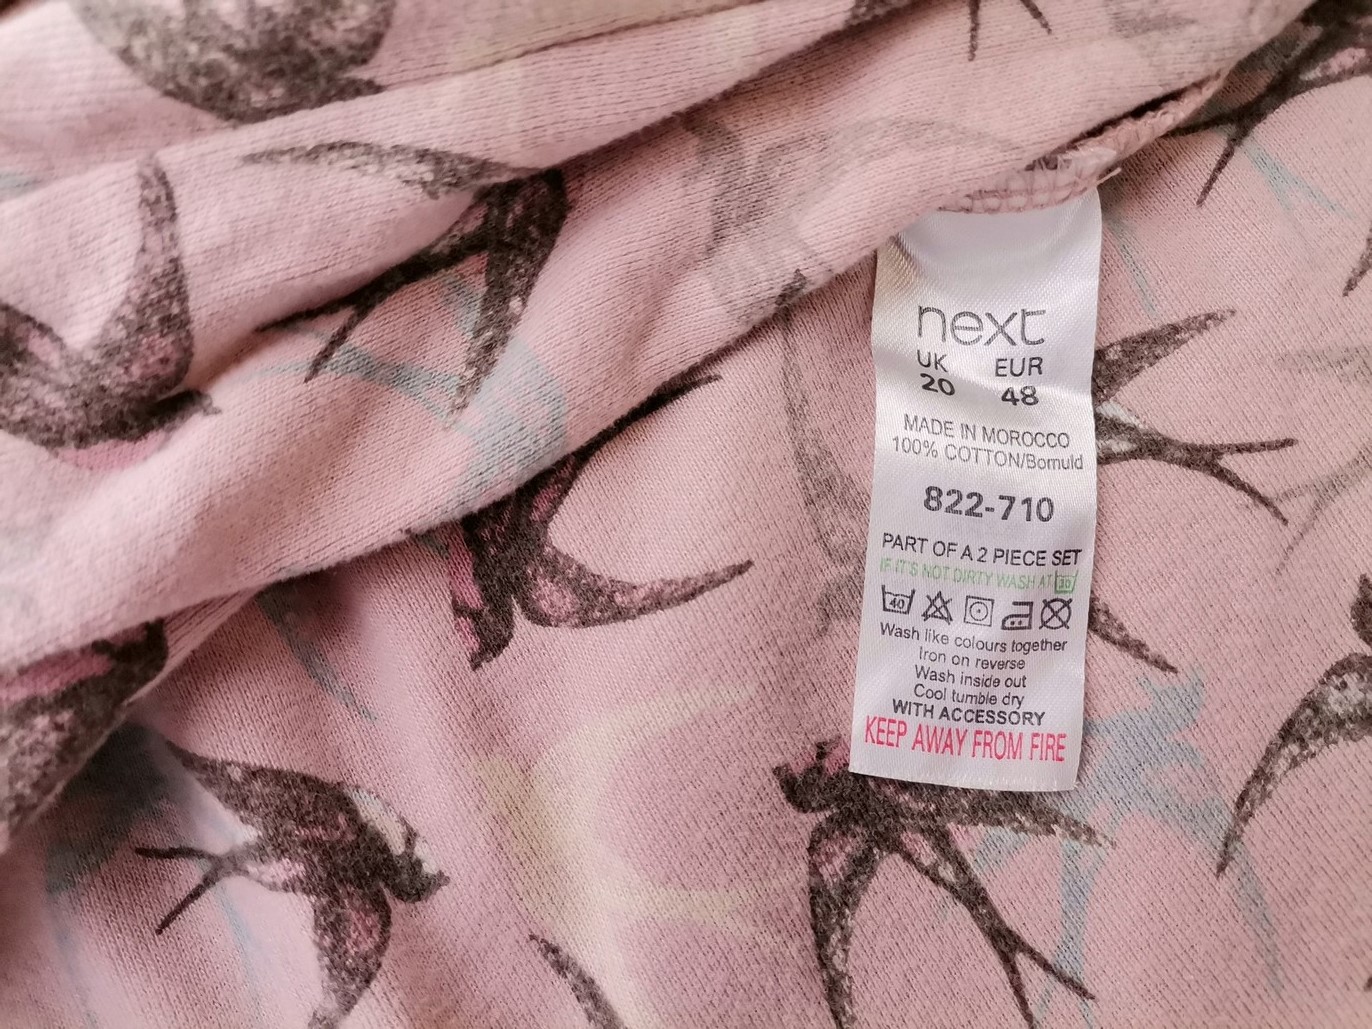 next
UK EUR
20 48
MADE IN MOROCCO
100% COTTON/Bomuld
822-710
PART OF A 2 PIECE SET
IF IT'S NOT DIRTY WASH AT 30
40
Wash like colours together
Iron on reverse
Wash inside out
Cool tumble dry
WITH ACCESSORY
KEEP AWAY FROM FIRE